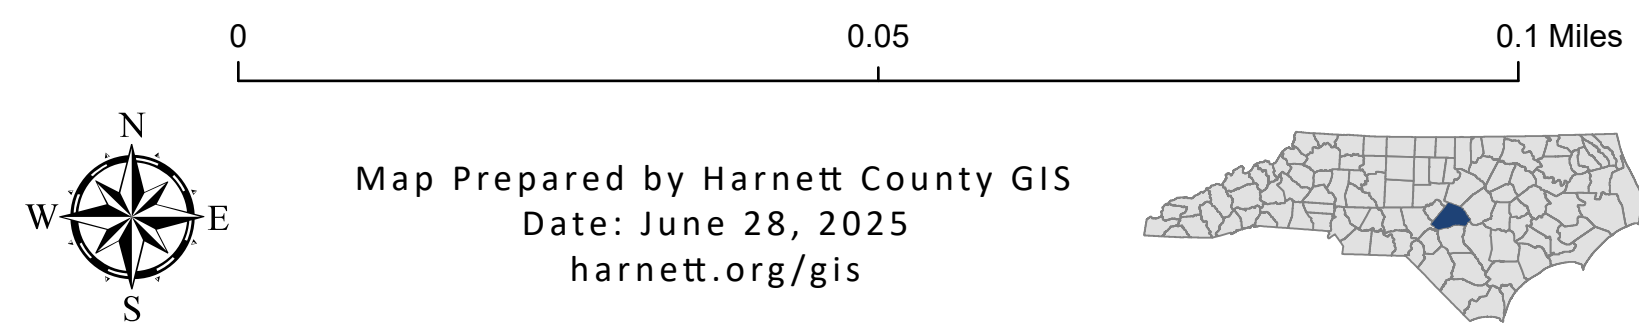 0 0.05 0.1 Miles
N
W E
S
Map Prepared by Harnett County GIS
Date: June 28, 2025
harnett.org/gis